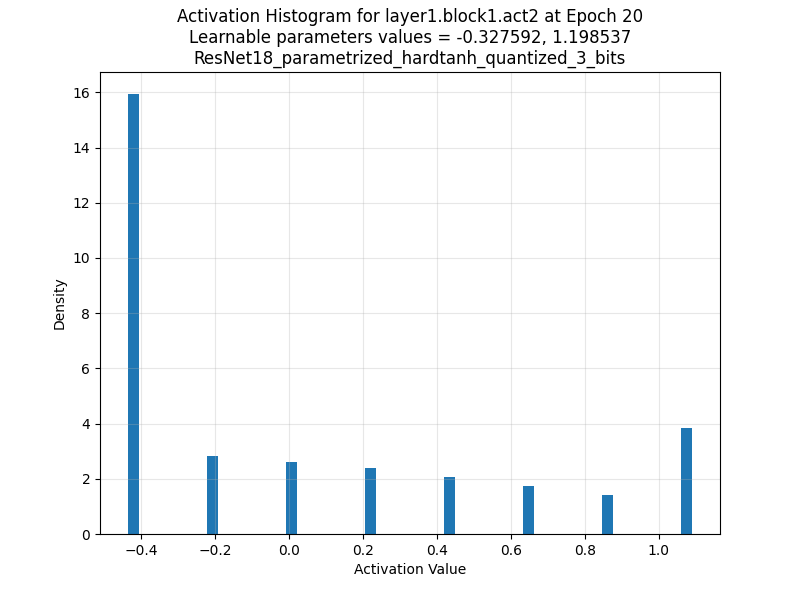 Activation Histogram for layer1.block1.act2 at Epoch 20
Learnable parameters values = -0.327592, 1.198537
ResNet18_parametrized_hardtanh_quantized_3_bits
16
14
12
10
8
6
4
2
0
Density
−0.4 −0.2 0.0 0.2 0.4 0.6 0.8 1.0
Activation Value